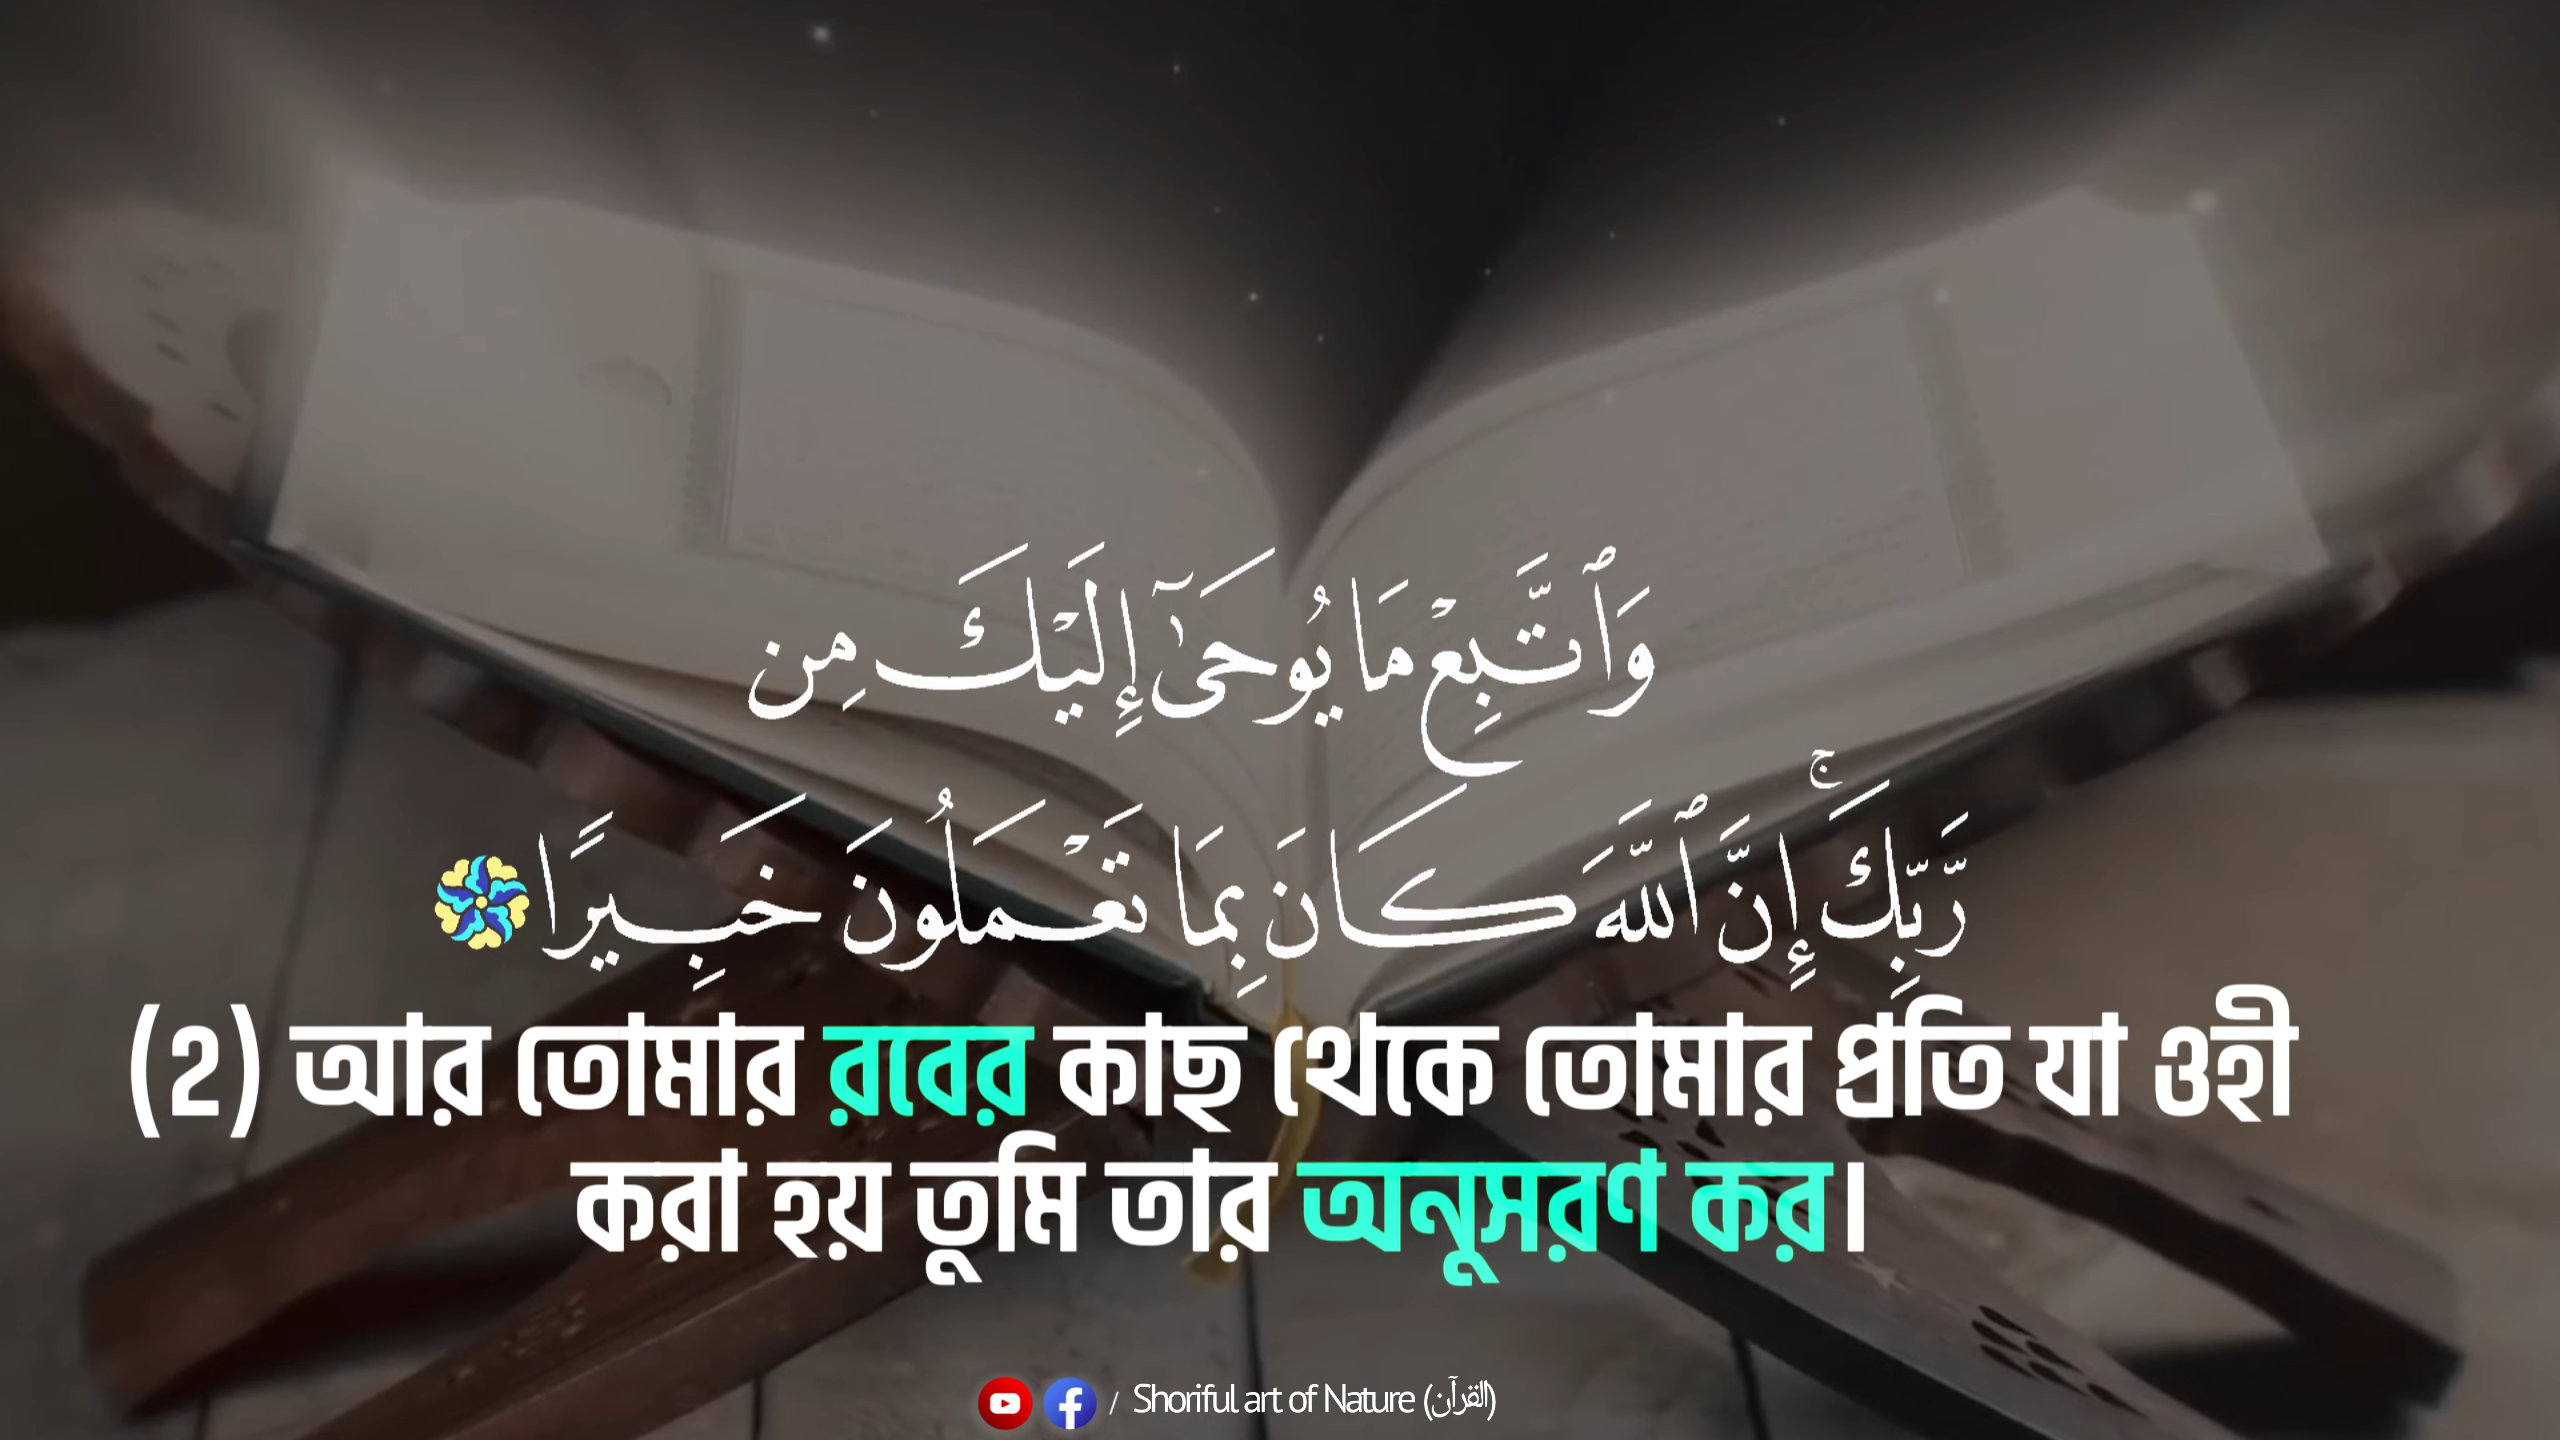 وَٱتَّبِعْ مَا يُوحَىٰٓ إِلَيْكَ مِن
رَّبِّكَ ۚ إِنَّ ٱللَّهَ كَانَ بِمَا تَعْمَلُونَ خَبِيرًا
(2) আর তোমার রবের কাছ থেকে তোমার প্রতি যা ওহী
করা হয় তুমি তার অনুসরণ কর।
/ Shoriful art of Nature (القرآن)